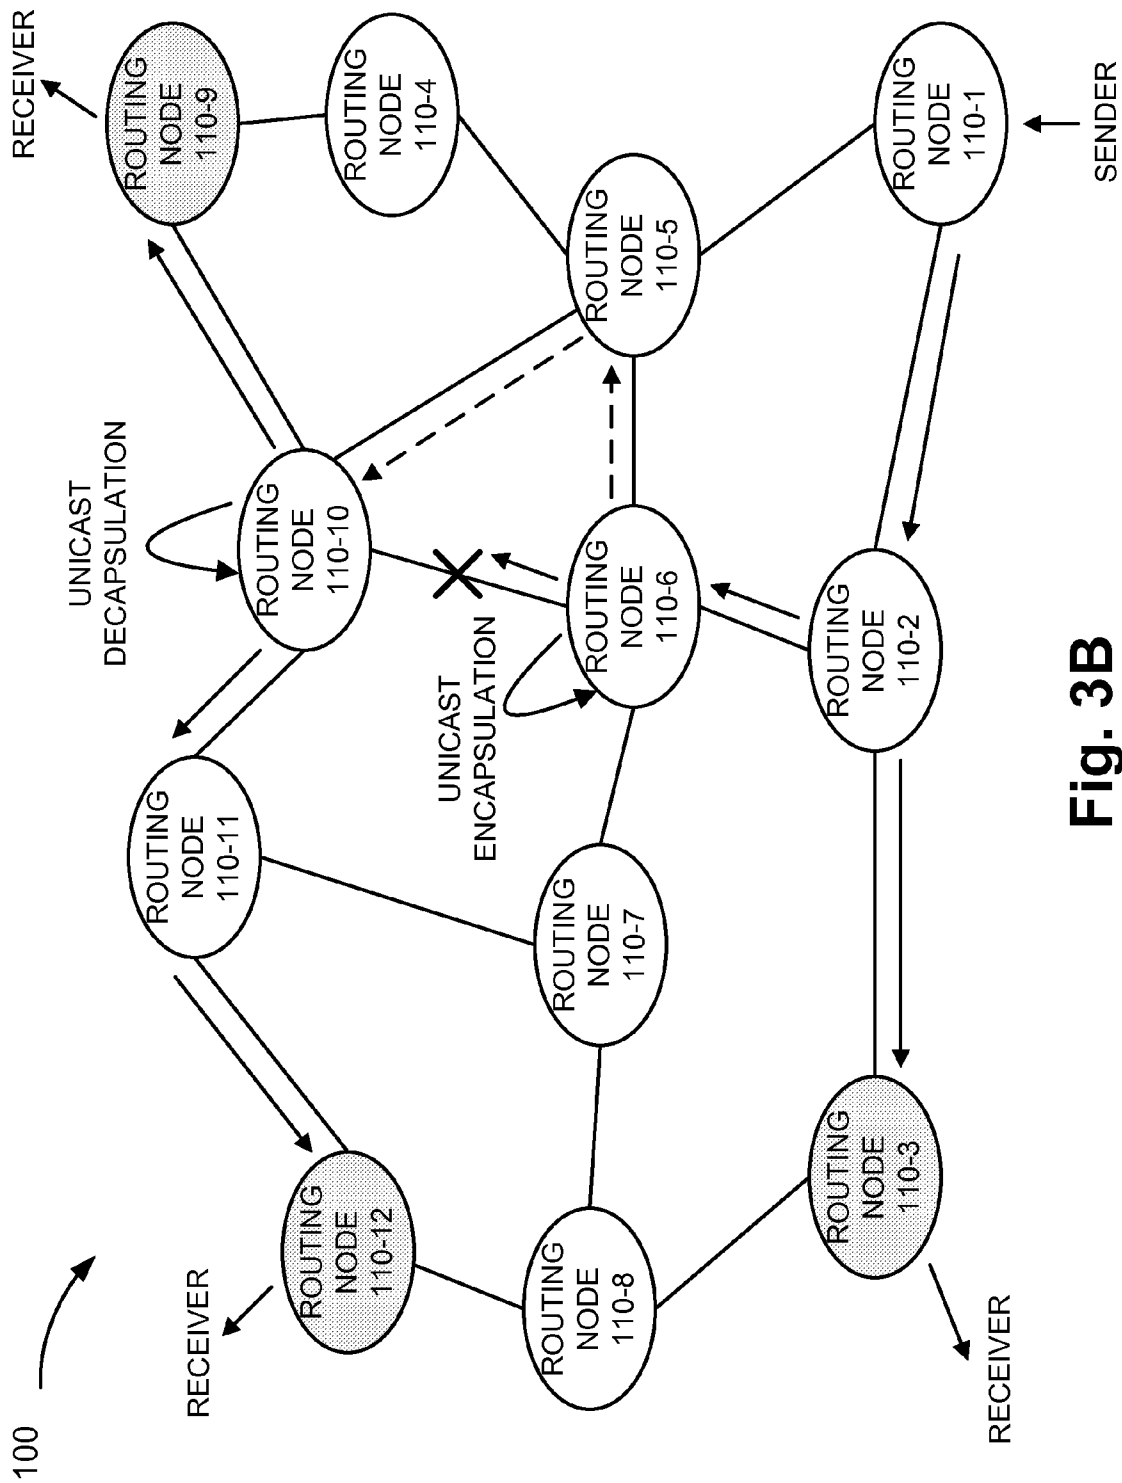 100
RECEIVER
ROUTING
NODE
110-12
ROUTING
NODE
110-11
UNICAST
DECAPSULATION
ROUTING
NODE
110-10
RECEIVER
ROUTING
NODE
110-9
ROUTING
NODE
110-8
ROUTING
NODE
110-7
UNICAST
ENCAPSULATION
ROUTING
NODE
110-6
ROUTING
NODE
110-5
ROUTING
NODE
110-4
RECEIVER
ROUTING
NODE
110-3
ROUTING
NODE
110-2
ROUTING
NODE
110-1
SENDER
Fig. 3B